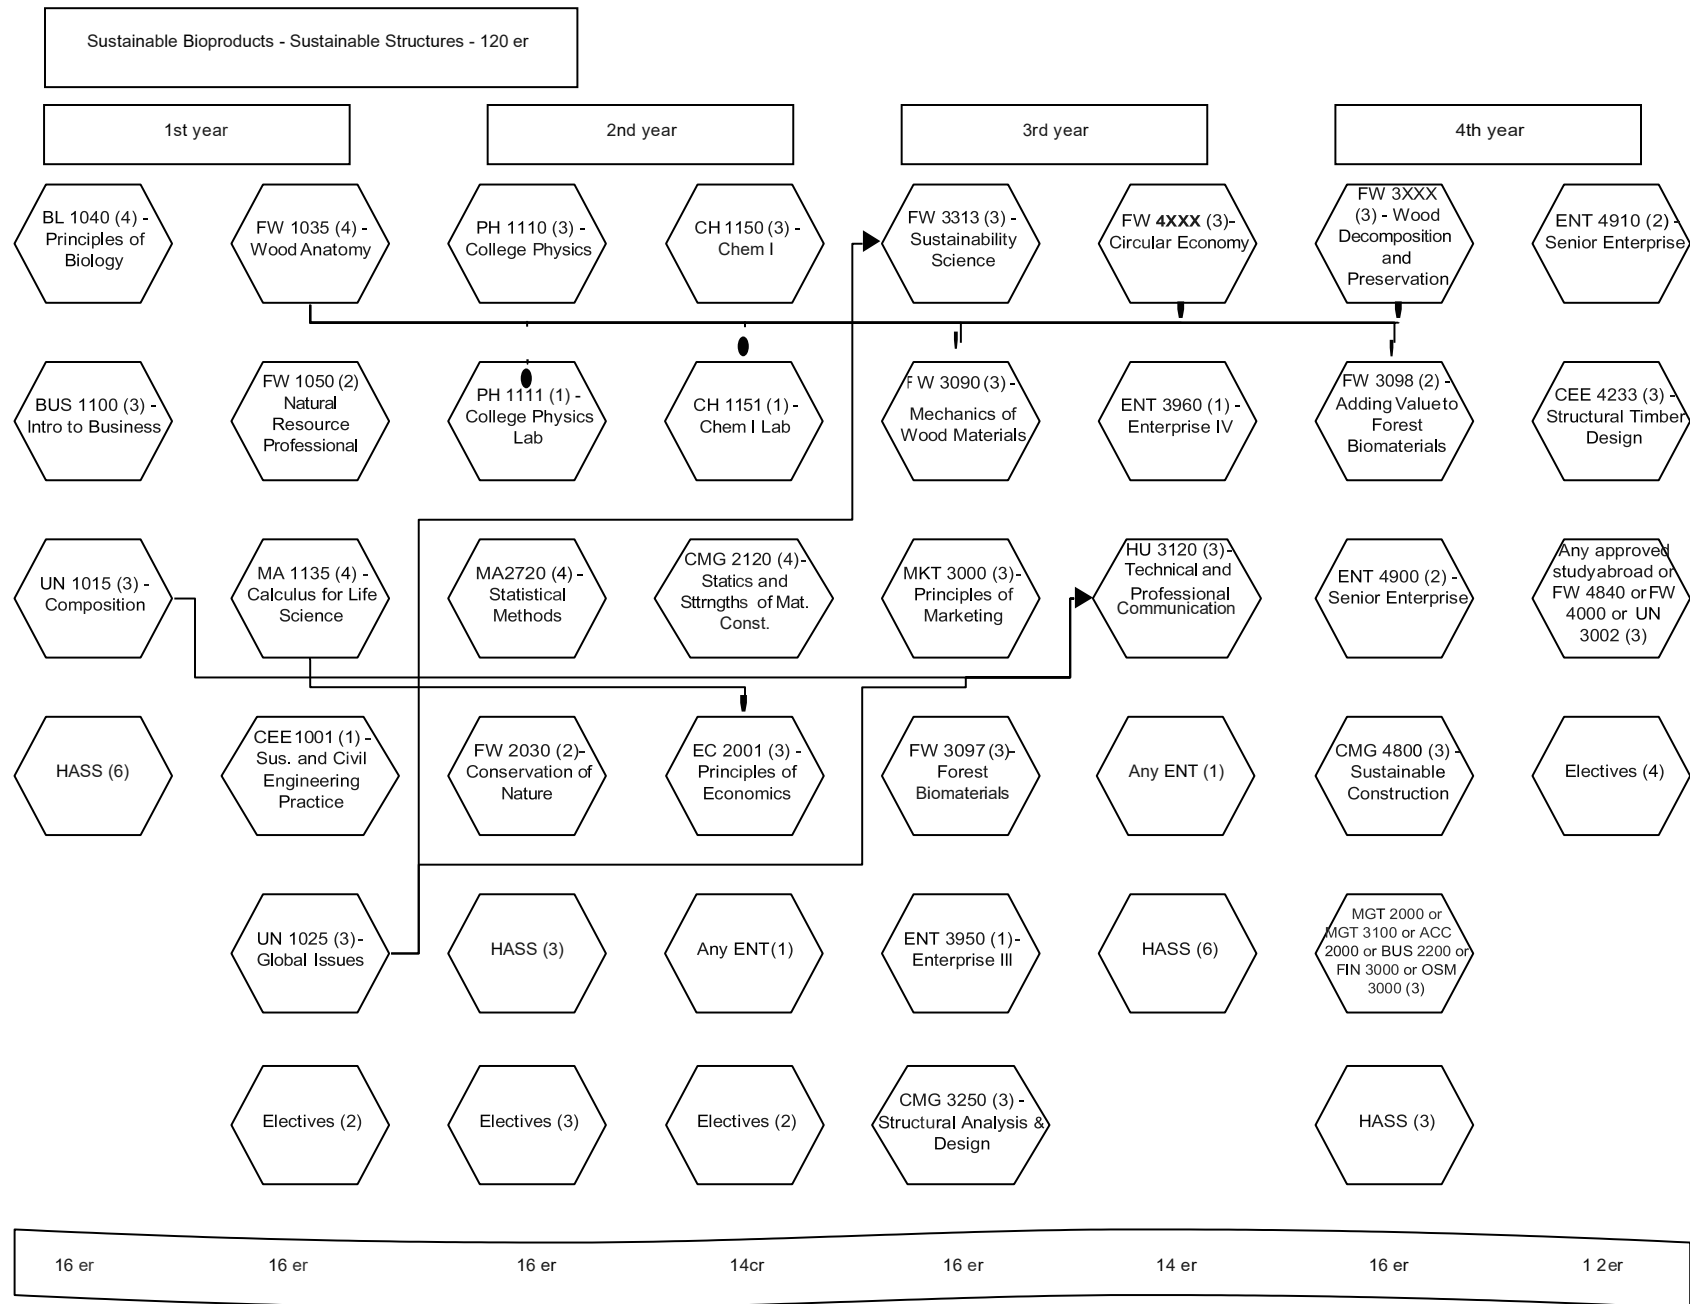 Sustainable Bioproducts - Sustainable Structures - 120 er
1st year
2nd year
3rd year
4th year
BL 1040 (4) -
Principles of
Biology
FW 1035 (4) -
Wood Anatomy
PH 1110 (3) -
College Physics
CH 1150 (3) -
Chem I
FW 3313 (3) -
Sustainability
Science
FW 4XXX (3)-
Circular Economy
FW 3XXX
(3) - Wood
Decomposition
and
Preservation
ENT 4910 (2) -
Senior Enterprise
BUS 1100 (3) -
Intro to Business
FW 1050 (2)
Natural
Resource
Professional
PH 1111 (1) -
College Physics
Lab
CH 1151 (1) -
Chem I Lab
FW 3090 (3) -
Mechanics of
Wood Materials
ENT 3960 (1) -
Enterprise IV
FW 3098 (2) -
Adding Value to
Forest
Biomaterials
CEE 4233 (3) -
Structural Timber
Design
UN 1015 (3) -
Composition
MA 1135 (4) -
Calculus for Life
Science
MA2720 (4) -
Statistical
Methods
CMG 2120 (4) -
Statics and
Sttrngths of Mat.
Const.
MKT 3000 (3)-
Principles of
Marketing
HU 3120 (3)-
Technical and
Professional
Communication
ENT 4900 (2) -
Senior Enterprise
Any approved
study abroad or
FW 4840 or FW
4000 or UN
3002 (3)
HASS (6)
CEE 1001 (1) -
Sus. and Civil
Engineering
Practice
FW 2030 (2)-
Conservation of
Nature
EC 2001 (3) -
Principles of
Economics
FW 3097 (3)-
Forest
Biomaterials
Any ENT (1)
CMG 4800 (3) -
Sustainable
Construction
Electives (4)
UN 1025 (3)-
Global Issues
HASS (3)
Any ENT (1)
ENT 3950 (1)-
Enterprise III
HASS (6)
MGT 2000 or
MGT 3100 or ACC
2000 or BUS 2200 or
FIN 3000 or OSM
3000 (3)
Electives (2)
Electives (3)
Electives (2)
CMG 3250 (3) -
Structural Analysis &
Design
HASS (3)
16 er
16 er
16 er
14cr
16 er
14 er
16 er
1 2er